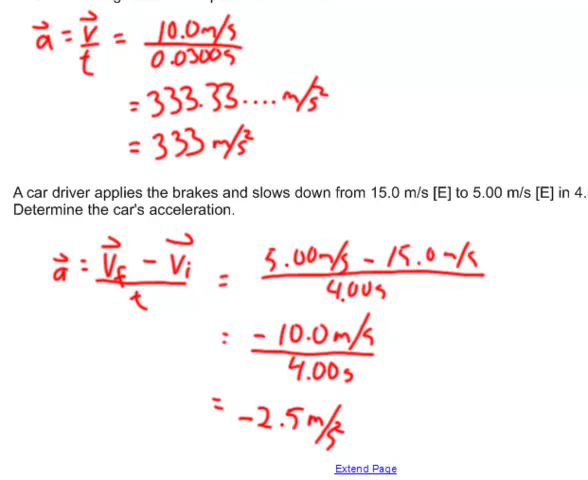 a⃗ = v⃗/t = 10.0m/s / 0.0300s
= 333.33.... m/s²
= 333 m/s²
A car driver applies the brakes and slows down from 15.0 m/s [E] to 5.00 m/s [E] in 4.
Determine the car's acceleration.
a⃗ = v⃗f - v⃗i / t = 5.00m/s - 15.0m/s / 4.00s
= -10.0m/s / 4.00s
= -2.5m/s²
Extend Page